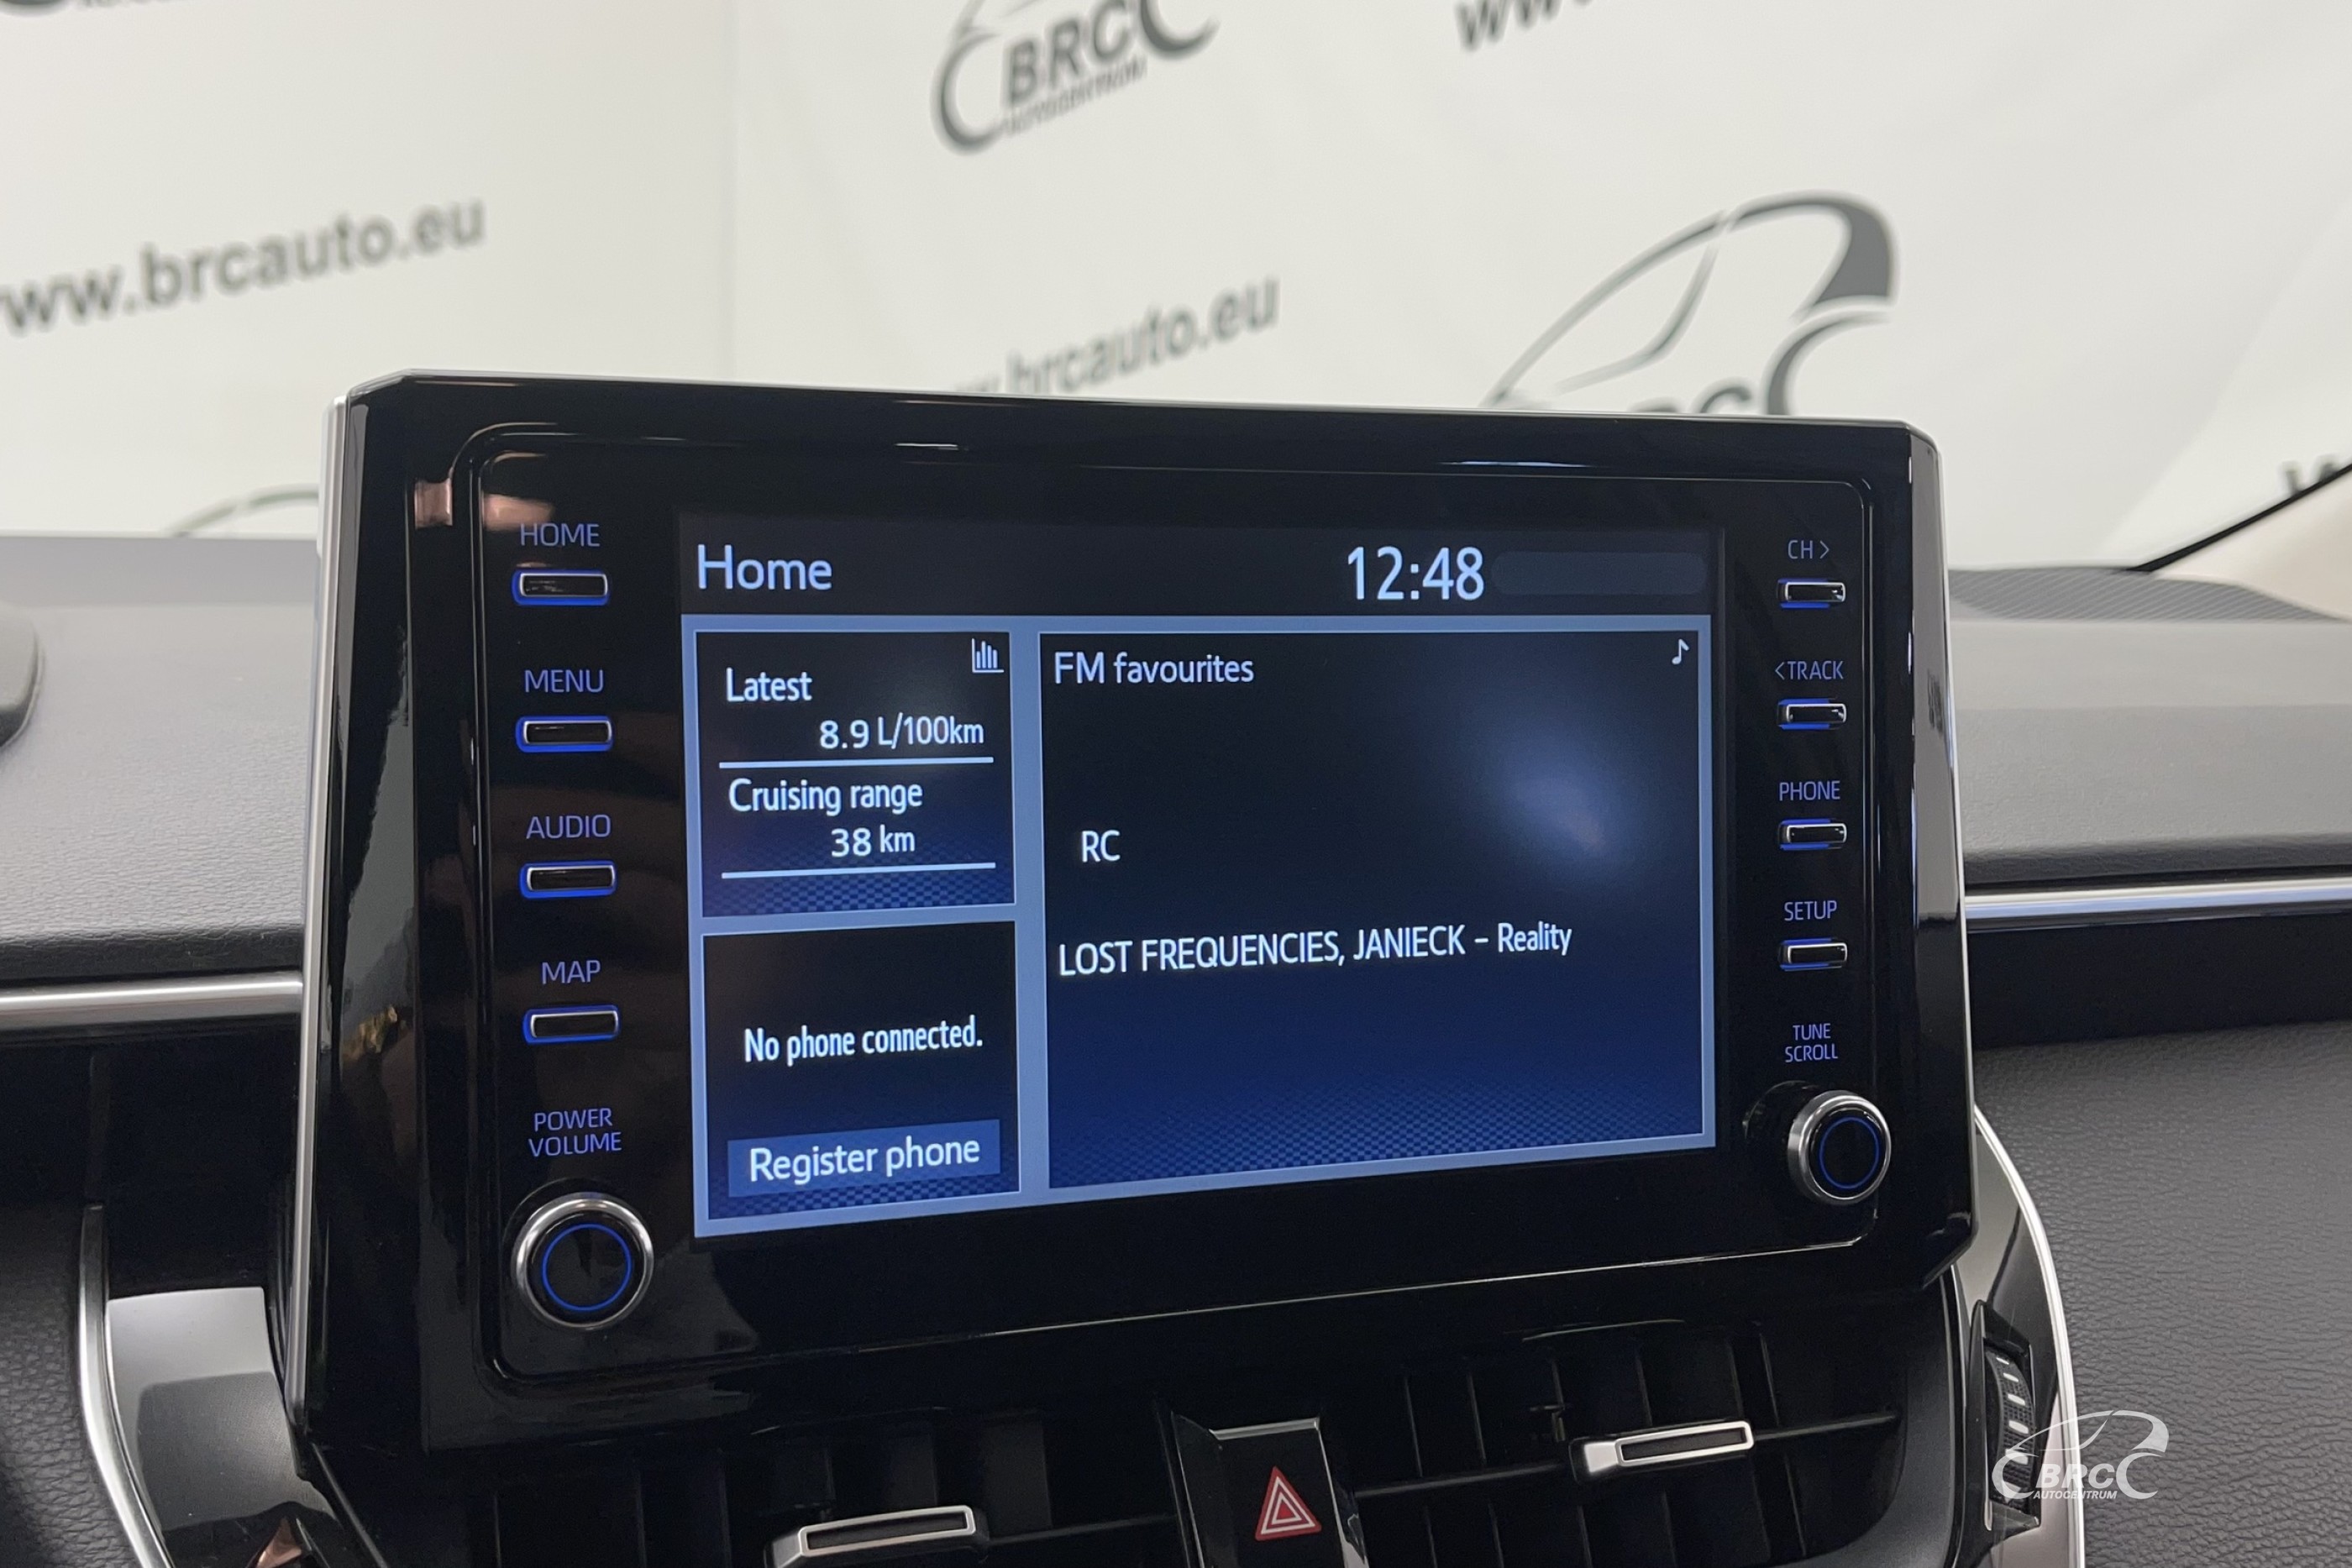 BRC
AUTOCENTRUM
www.brcauto.eu
brcauto.eu
HOME
MENU
AUDIO
MAP
POWER
VOLUME
Home
12:48
Latest
8.9 L/100km
Cruising range
38 km
No phone connected.
Register phone
FM favourites
RC
LOST FREQUENCIES, JANIECK – Reality
CH>
<TRACK
PHONE
SETUP
TUNE
SCROLL
BRC
AUTOCENTRUM